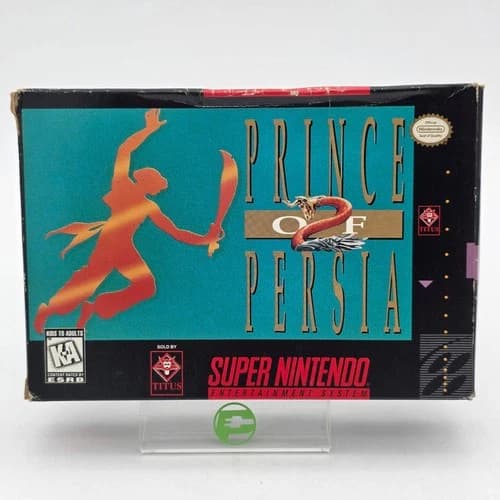 PRINCE
OF
2
PERSIA
Official
Nintendo
Seal of Quality
TITUS
KIDS TO ADULTS
K-A
CONTENT RATED BY
ESRB
SOLD BY
TITUS
SUPER NINTENDO
ENTERTAINMENT SYSTEM